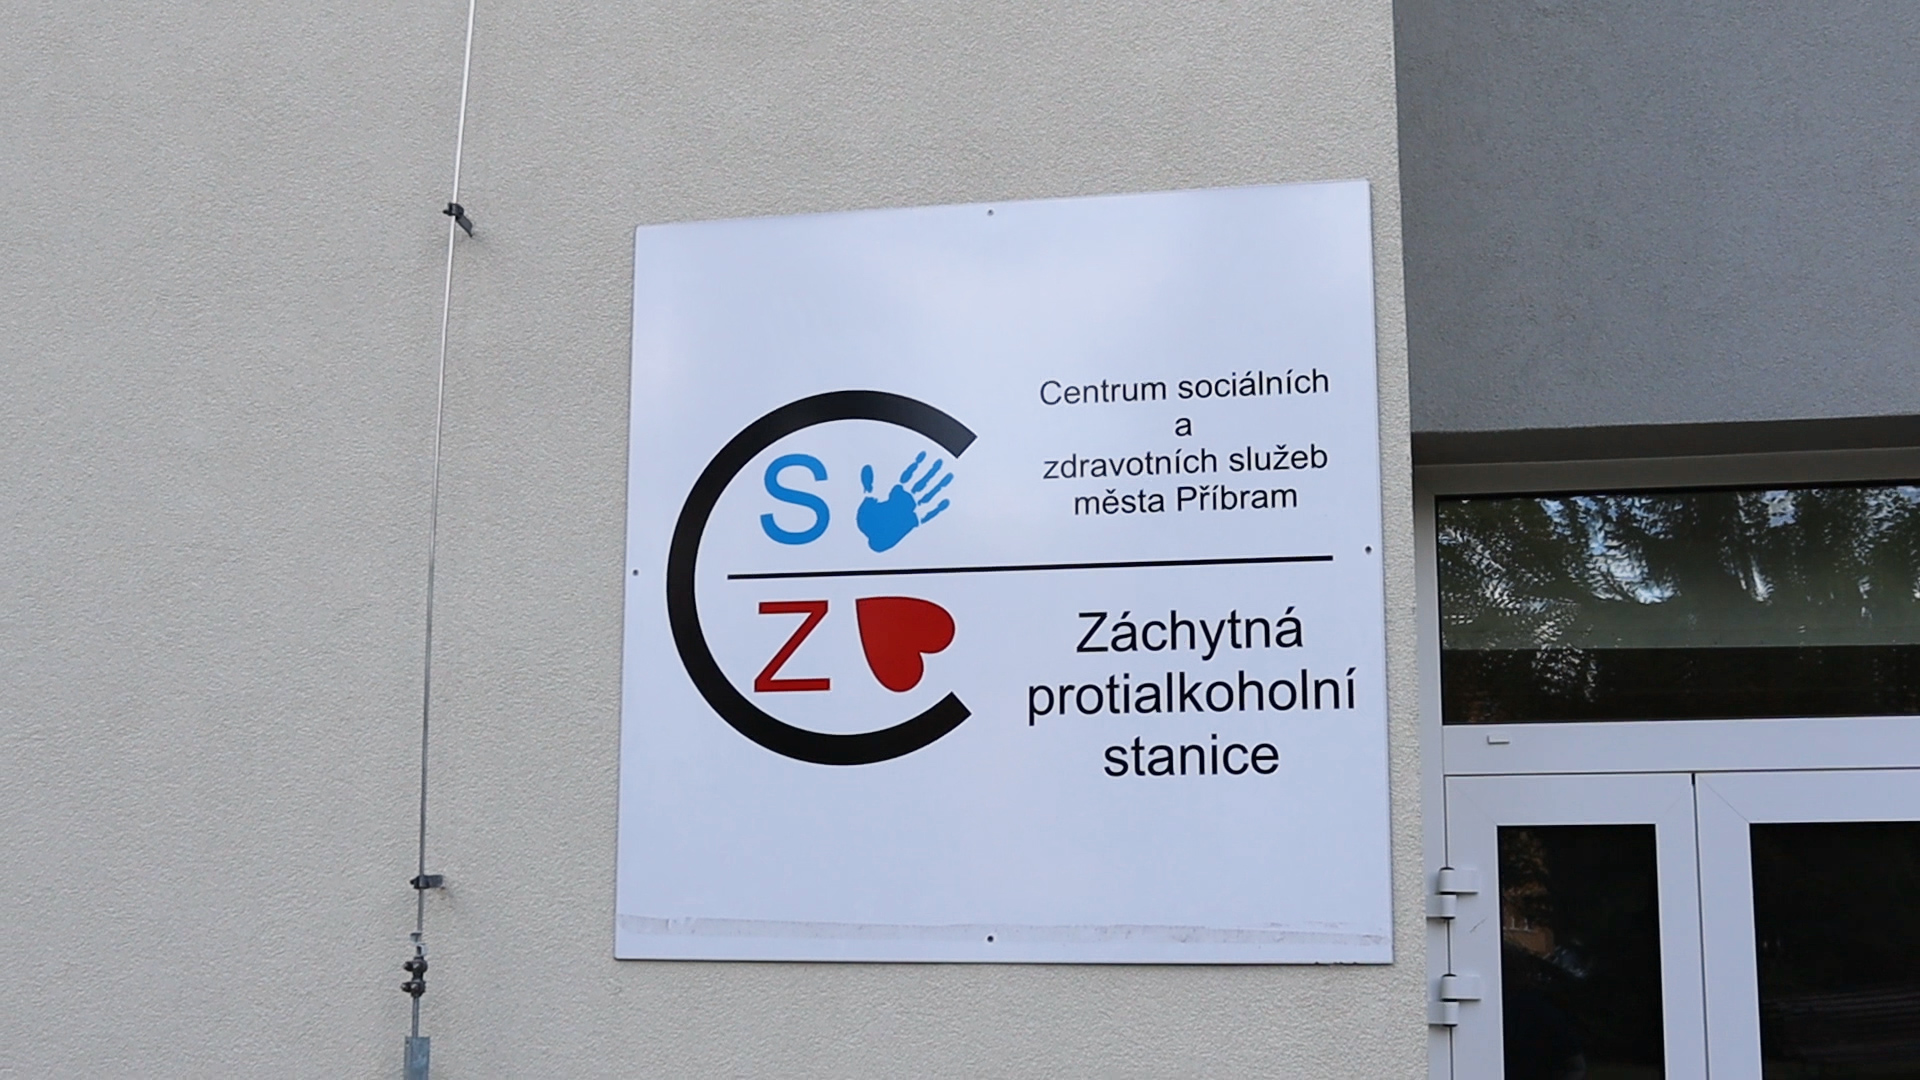 S
Z
Centrum sociálních
a
zdravotních služeb
města Příbram
Záchytná
protialkoholní
stanice